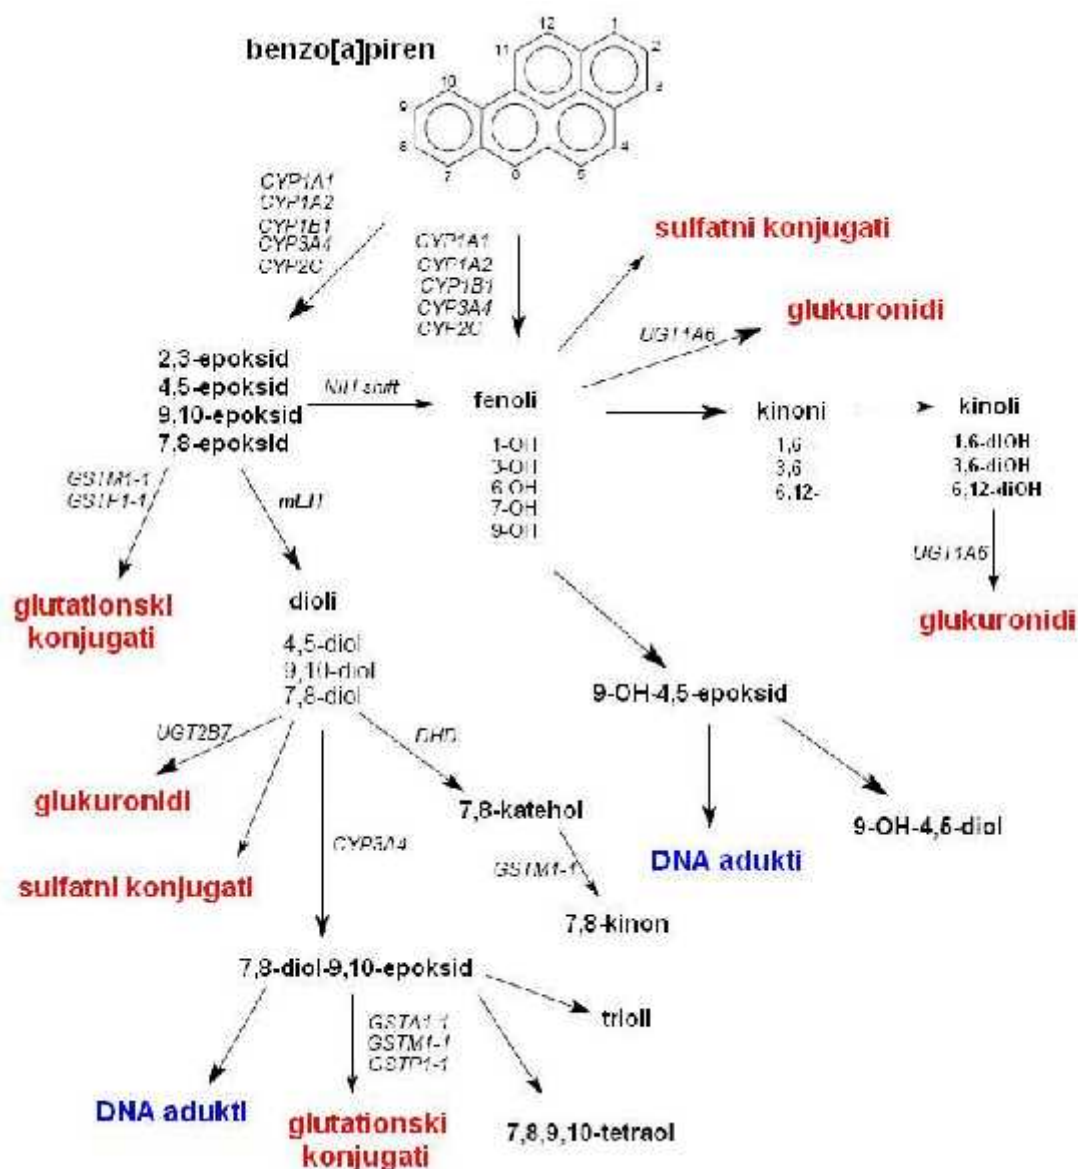 benzo[a]piren
12
1
11
2
3
10
9
8
4
7
6
5
CYP1A1
CYP1A2
CYP1B1
CYP3A4
CYP2C
CYP1A1
CYP1A2
CYP1B1
CYP3A4
CYP2C
sulfatni konjugati
UGT1A6
glukuronidi
2,3-epoksid
4,5-epoksid
9,10-epoksid
7,8-epoksid
NIH shift
fenoli
1-OH
3-OH
6-OH
7-OH
9-OH
kinoni
1,6-
3,6-
6,12-
kinoli
1,6-diOH
3,6-diOH
6,12-diOH
GSTM1-1
GSTP1-1
UGT1A6
glutationski
konjugati
dioli
4,5-diol
9,10-diol
7,8-diol
glukuronidi
9-OH-4,5-epoksid
UGT2B7
DHD
glukuronidi
7,8-katehol
9-OH-4,5-diol
CYP3A4
GSTM1-1
DNA adukti
sulfatni konjugati
7,8-kinon
7,8-diol-9,10-epoksid
GSTA1-1
GSTM1-1
GSTP1-1
trioli
DNA adukti
glutationski
konjugati
7,8,9,10-tetraol